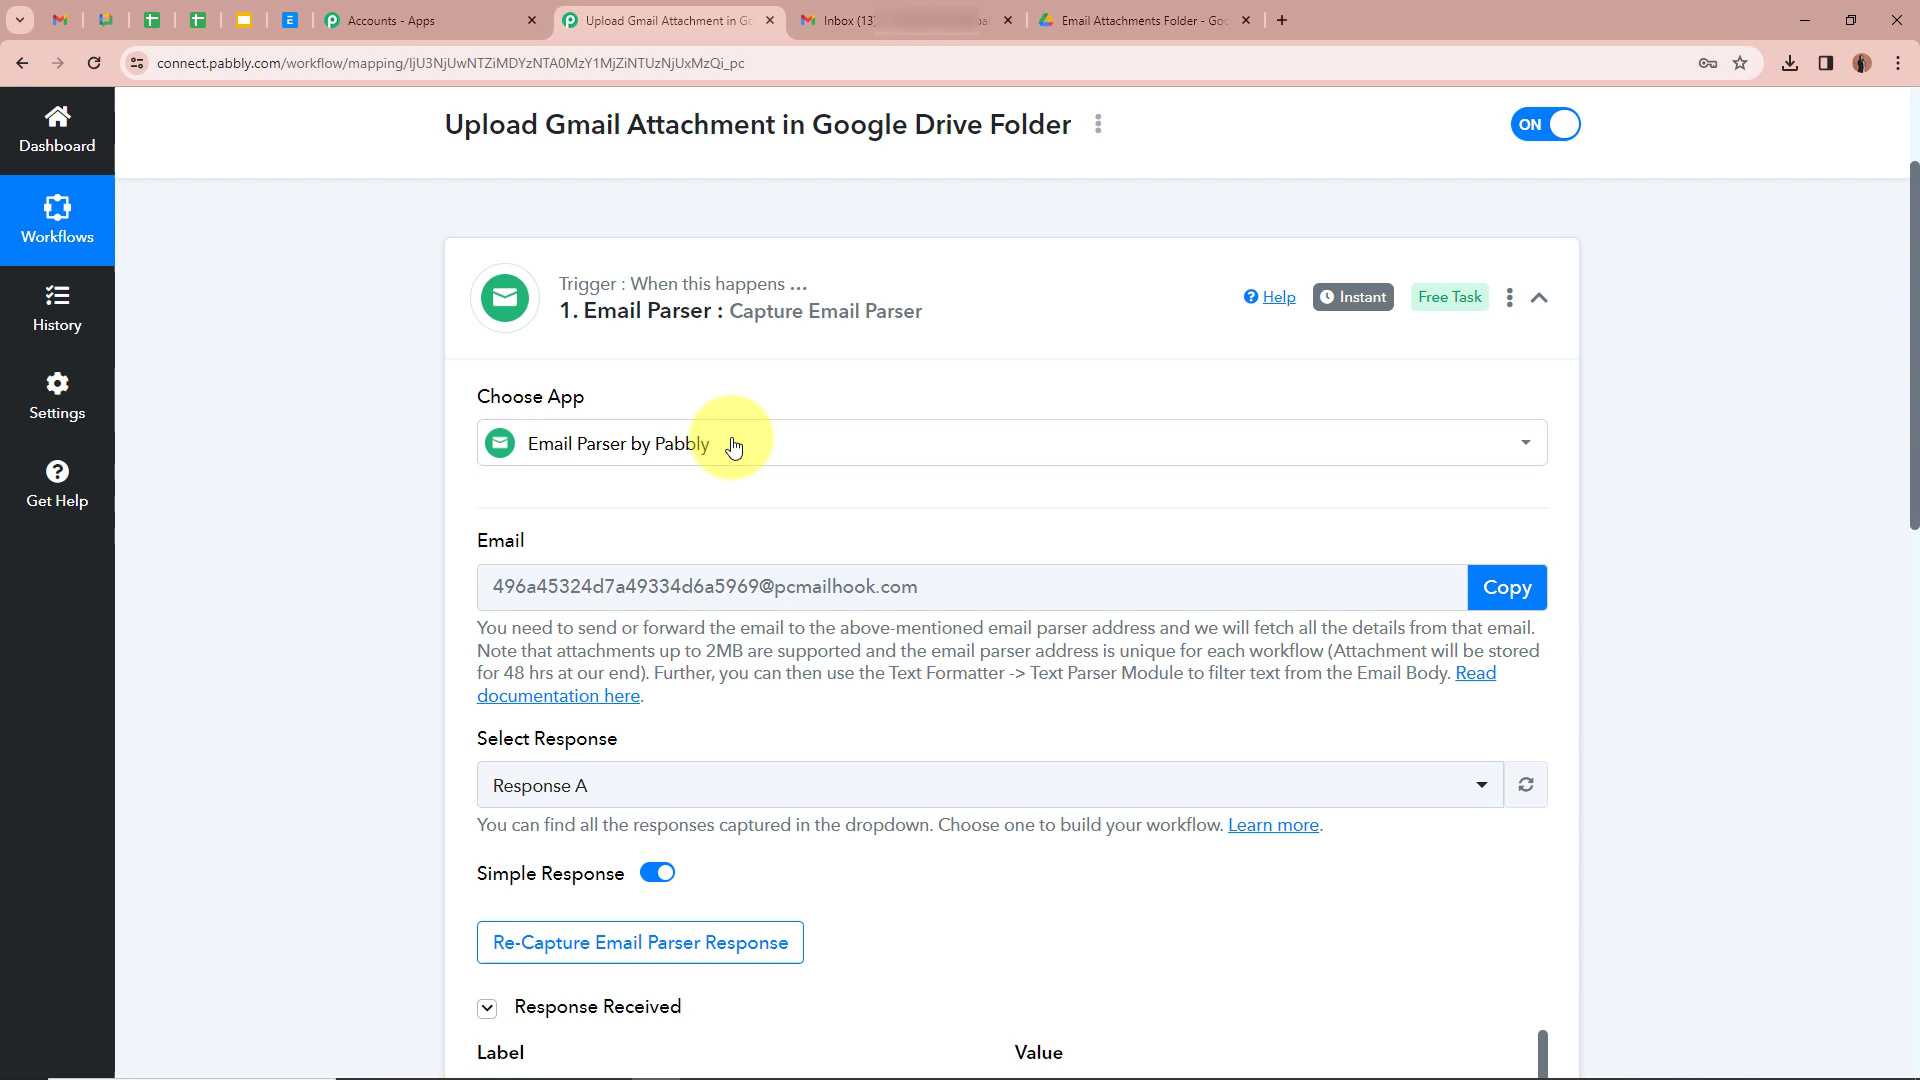 Accounts - Apps
Upload Gmail Attachment in Go
Inbox (13)
Email Attachments Folder - Goo
connect.pabbly.com/workflow/mapping/IjU3NjUwNTZiMDYzNTA0MzY1MjZiNTUzNjUxMzQi_pc
Dashboard
Workflows
History
Settings
Get Help
Upload Gmail Attachment in Google Drive Folder
ON
Trigger : When this happens ...
1. Email Parser : Capture Email Parser
Help
Instant
Free Task
Choose App
Email Parser by Pabbly
Email
496a45324d7a49334d6a5969@pcmailhook.com
Copy
You need to send or forward the email to the above-mentioned email parser address and we will fetch all the details from that email.
Note that attachments up to 2MB are supported and the email parser address is unique for each workflow (Attachment will be stored
for 48 hrs at our end). Further, you can then use the Text Formatter -> Text Parser Module to filter text from the Email Body. Read
documentation here.
Select Response
Response A
You can find all the responses captured in the dropdown. Choose one to build your workflow. Learn more.
Simple Response
Re-Capture Email Parser Response
Response Received
Label
Value